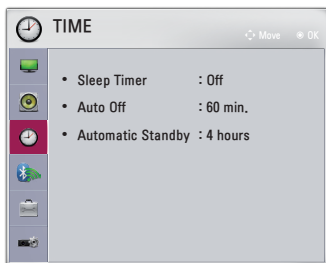 TIME
Move OK
• Sleep Timer : Off
• Auto Off : 60 min.
• Automatic Standby : 4 hours